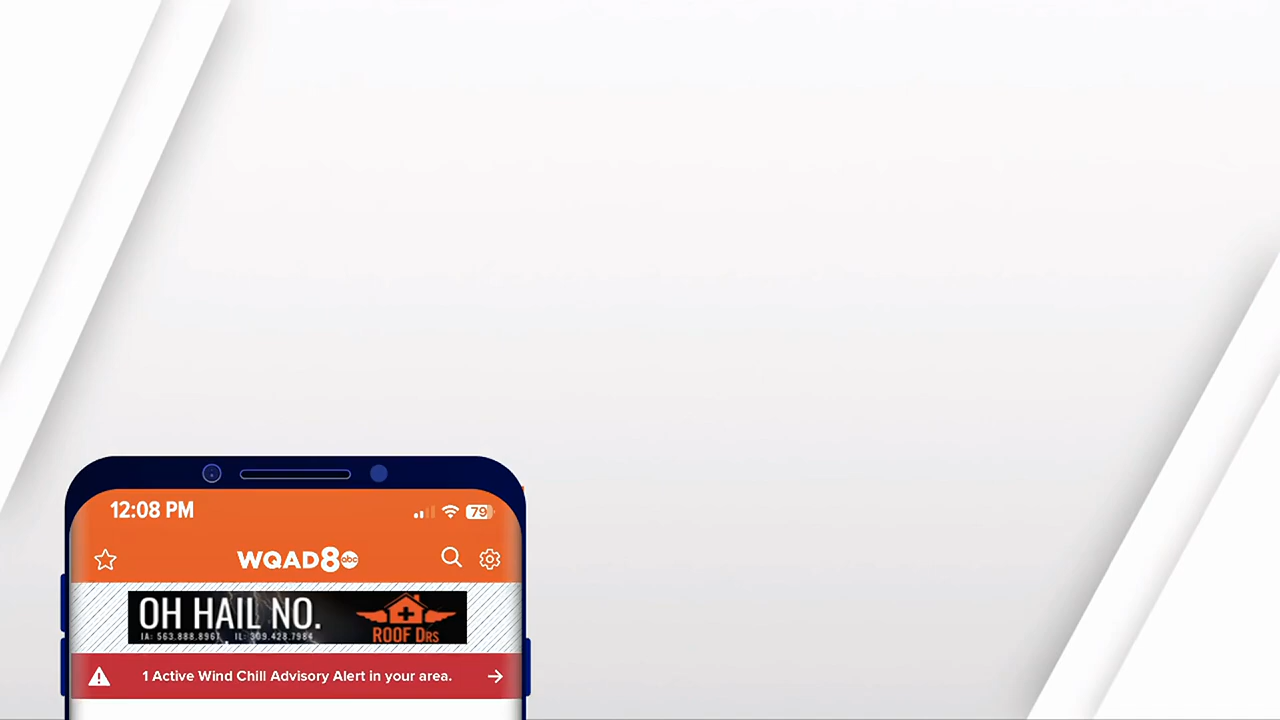 12:08 PM
79
WQAD8 abc
OH HAIL NO.
IA: 563.888.8961 IL: 309.428.7984
ROOF DRS
1 Active Wind Chill Advisory Alert in your area.